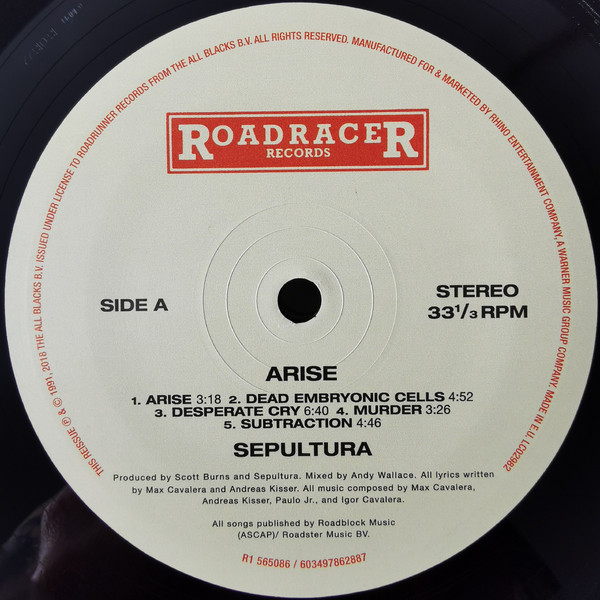 THIS REISSUE ℗ & © 1991, 2018 THE ALL BLACKS B.V. ISSUED UNDER LICENSE TO ROADRUNNER RECORDS FROM THE ALL BLACKS B.V. ALL RIGHTS RESERVED. MANUFACTURED FOR & MARKETED BY RHINO ENTERTAINMENT COMPANY, A WARNER MUSIC GROUP COMPANY. MADE IN E.U. LC02982
ROADRACER
RECORDS
SIDE A
STEREO
33¹/₃ RPM
ARISE
1. ARISE 3:18 2. DEAD EMBRYONIC CELLS 4:52
3. DESPERATE CRY 6:40 4. MURDER 3:26
5. SUBTRACTION 4:46
SEPULTURA
Produced by Scott Burns and Sepultura. Mixed by Andy Wallace. All lyrics written
by Max Cavalera and Andreas Kisser. All music composed by Max Cavalera,
Andreas Kisser, Paulo Jr., and Igor Cavalera.
All songs published by Roadblock Music
(ASCAP)/ Roadster Music BV.
R1 565086 / 603497862887